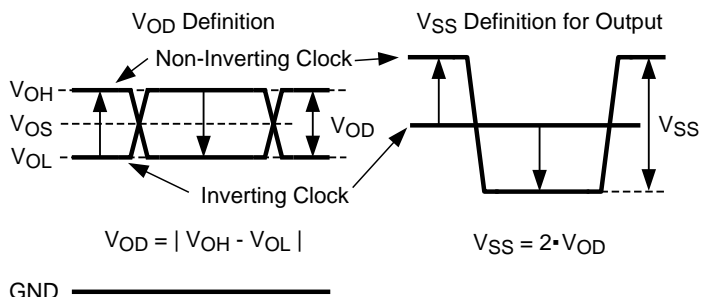 VOD Definition
VSS Definition for Output
Non-Inverting Clock
VOH
VOS
VOL
VOD
VSS
Inverting Clock
VOD = | VOH - VOL |
VSS = 2▪VOD
GND